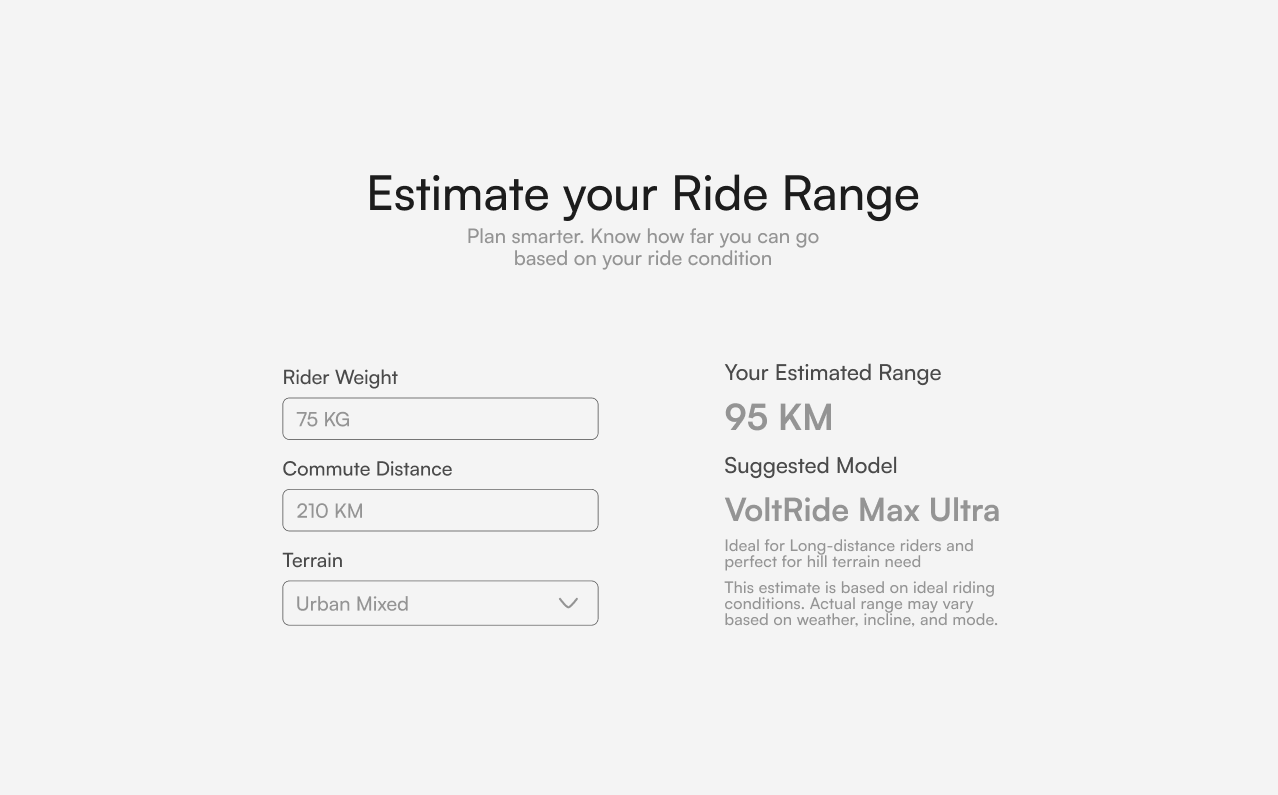 Estimate your Ride Range
Plan smarter. Know how far you can go
based on your ride condition
Rider Weight
75 KG
Commute Distance
210 KM
Terrain
Urban Mixed
Your Estimated Range
95 KM
Suggested Model
VoltRide Max Ultra
Ideal for Long-distance riders and
perfect for hill terrain need
This estimate is based on ideal riding
conditions. Actual range may vary
based on weather, incline, and mode.